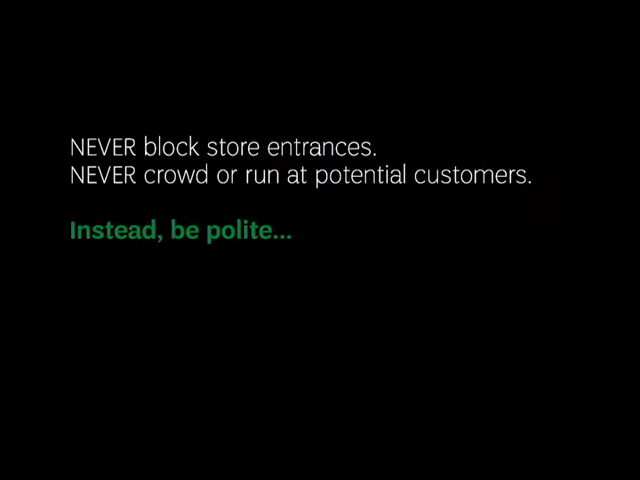 NEVER block store entrances.
NEVER crowd or run at potential customers.
Instead, be polite...